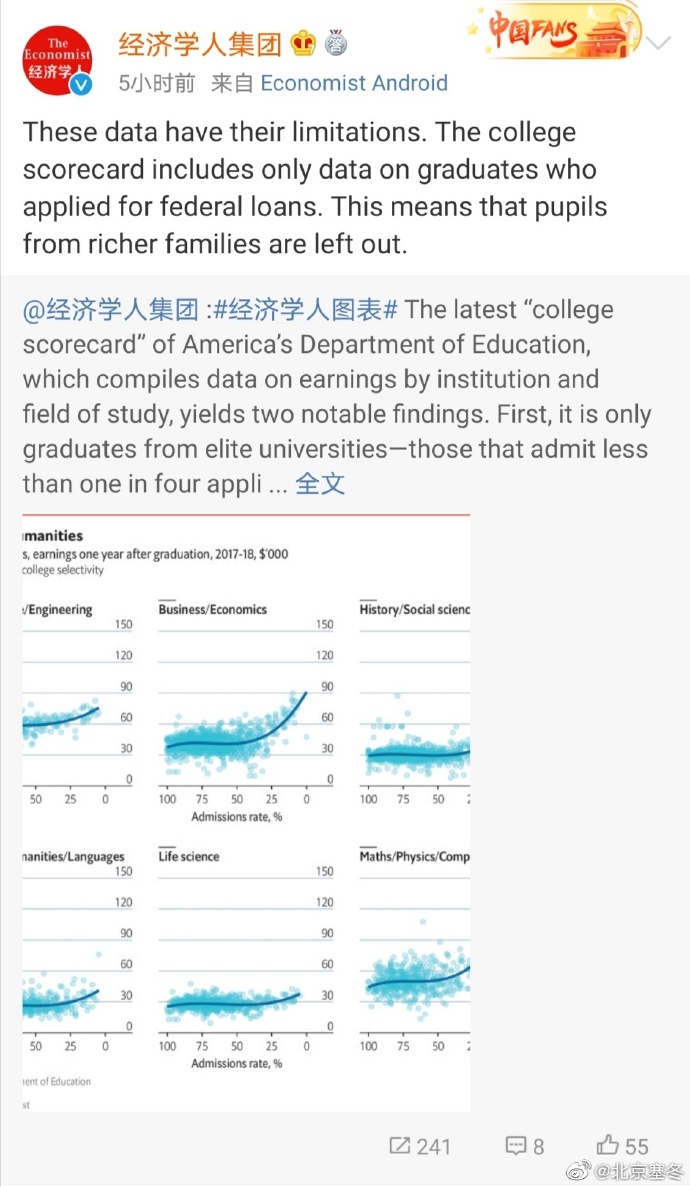 The
Economist
经济学人
经济学人集团
中国FANS
5小时前 来自 Economist Android
These data have their limitations. The college
scorecard includes only data on graduates who
applied for federal loans. This means that pupils
from richer families are left out.
@经济学人集团 :#经济学人图表# The latest “college
scorecard” of America’s Department of Education,
which compiles data on earnings by institution and
field of study, yields two notable findings. First, it is only
graduates from elite universities—those that admit less
than one in four appli ... 全文
manities
s, earnings one year after graduation, 2017-18, $'000
college selectivity
/Engineering
150
120
90
60
30
0
50 25 0
Business/Economics
150
120
90
60
30
0
100 75 50 25 0
Admissions rate, %
History/Social scienc
100 75 50 2
nanities/Languages
150
120
90
60
30
0
50 25 0
Life science
150
120
90
60
30
0
100 75 50 25 0
Admissions rate, %
Maths/Physics/Comp
100 75 50 2
ent of Education
st
241 8 55
@北京塞冬